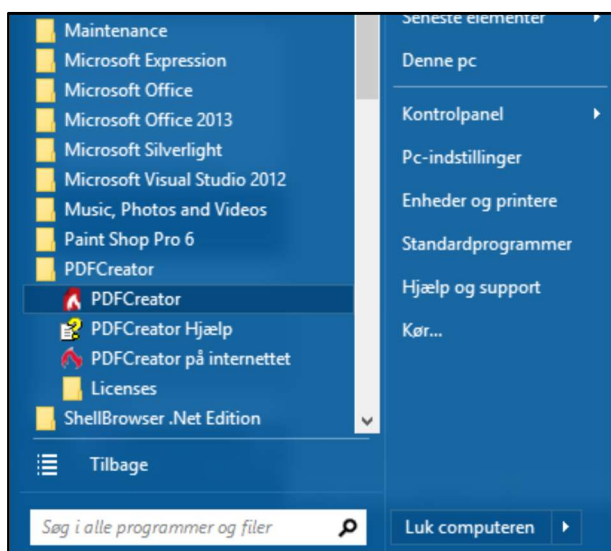 Maintenance
Microsoft Expression
Microsoft Office
Microsoft Office 2013
Microsoft Silverlight
Microsoft Visual Studio 2012
Music, Photos and Videos
Paint Shop Pro 6
PDFCreator
PDFCreator
PDFCreator Hjælp
PDFCreator på internettet
Licenses
ShellBrowser .Net Edition
Tilbage
Søg i alle programmer og filer
Seneste elementer
Denne pc
Kontrolpanel
Pc-indstillinger
Enheder og printere
Standardprogrammer
Hjælp og support
Kør...
Luk computeren